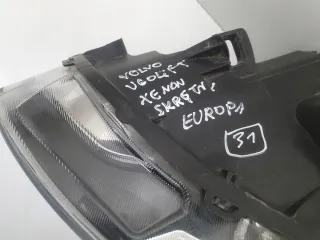 VOLVO
V60LIFT
XENON
SKRĘTNY
EUROPA
31